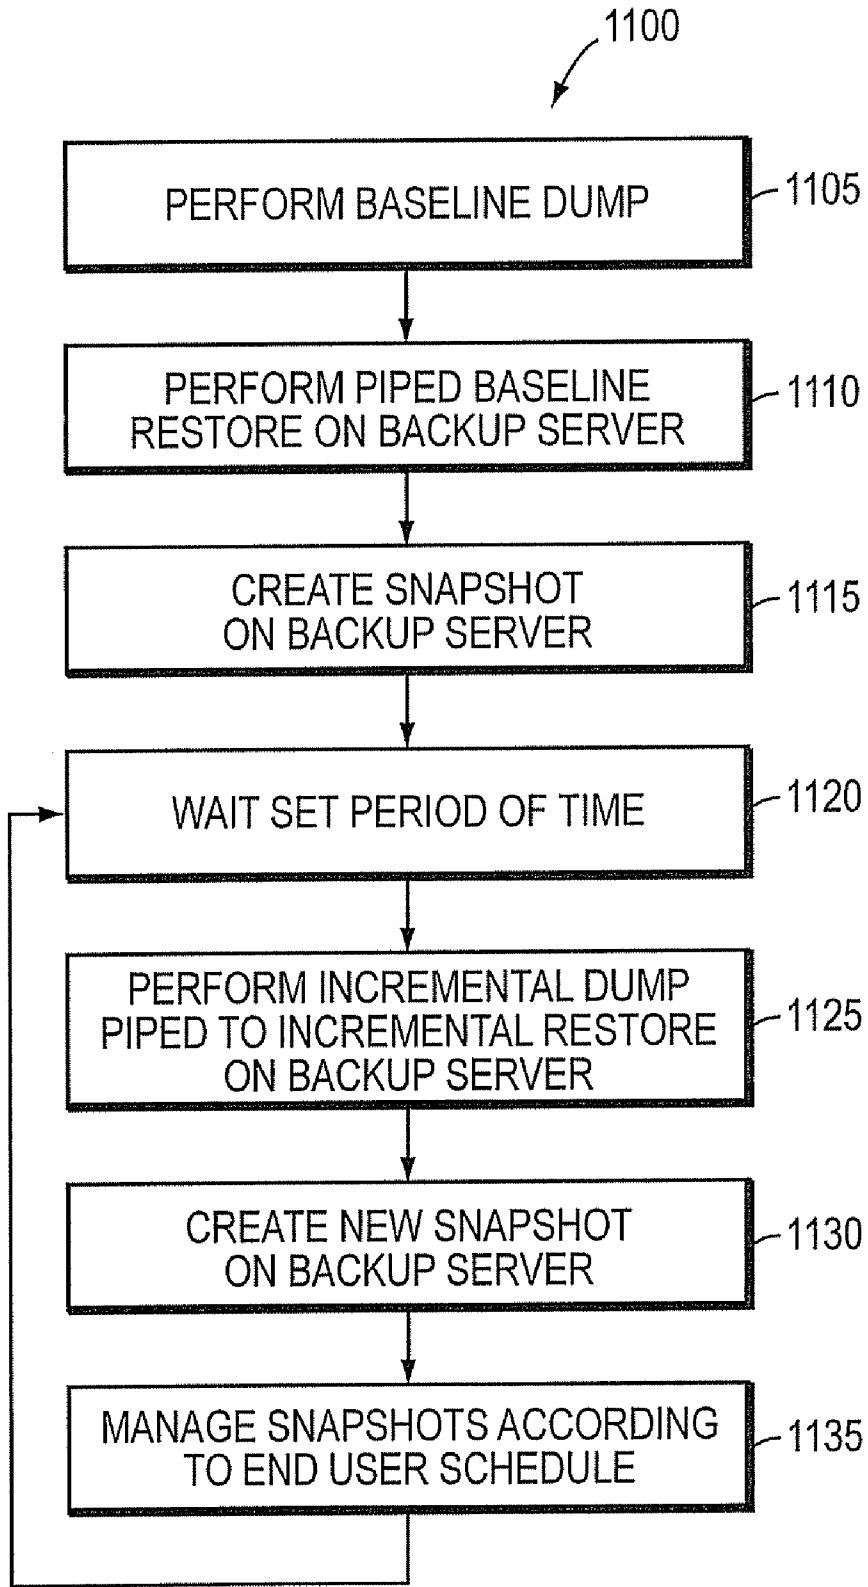 1100
PERFORM BASELINE DUMP
1105
PERFORM PIPED BASELINE
RESTORE ON BACKUP SERVER
1110
CREATE SNAPSHOT
ON BACKUP SERVER
1115
WAIT SET PERIOD OF TIME
1120
PERFORM INCREMENTAL DUMP
PIPED TO INCREMENTAL RESTORE
ON BACKUP SERVER
1125
CREATE NEW SNAPSHOT
ON BACKUP SERVER
1130
MANAGE SNAPSHOTS ACCORDING
TO END USER SCHEDULE
1135